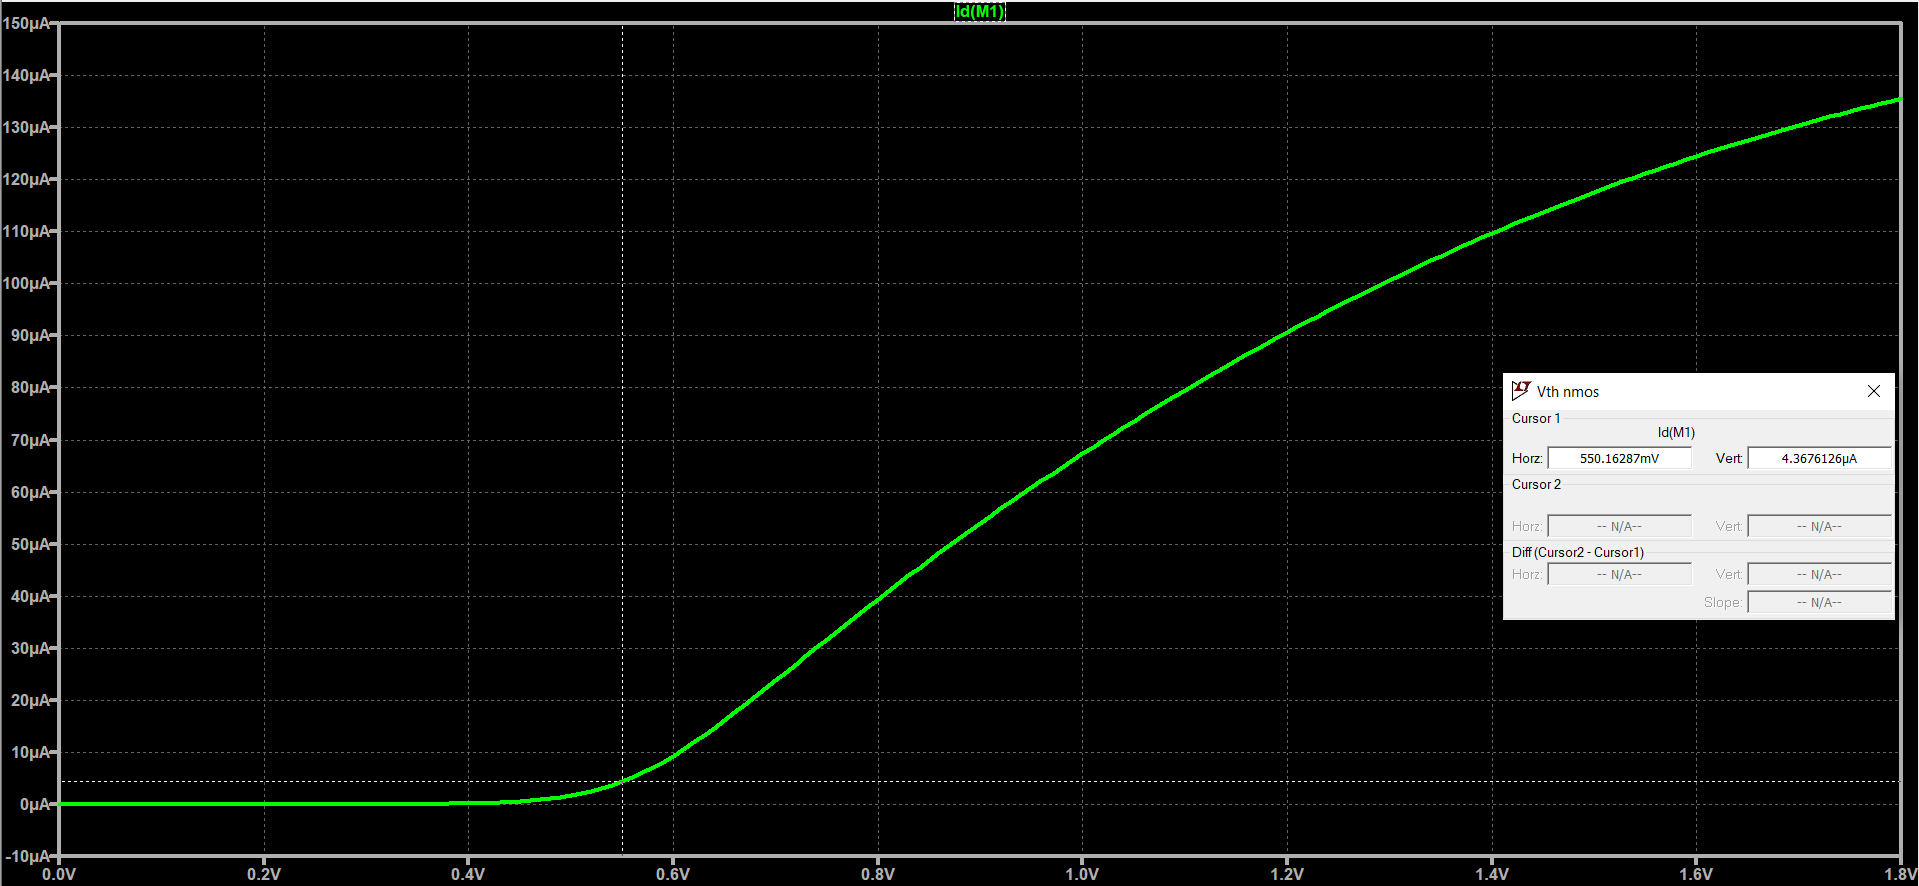 Id(M1)
150µA
140µA
130µA
120µA
110µA
100µA
90µA
80µA
70µA
60µA
50µA
40µA
30µA
20µA
10µA
0µA
-10µA
0.0V 0.2V 0.4V 0.6V 0.8V 1.0V 1.2V 1.4V 1.6V 1.8V
Vth nmos
Cursor 1
Id(M1)
Horz: 550.16287mV Vert: 4.3676126µA
Cursor 2
Horz: -- N/A-- Vert: -- N/A--
Diff (Cursor2 - Cursor1)
Horz: -- N/A-- Vert: -- N/A--
Slope: -- N/A--